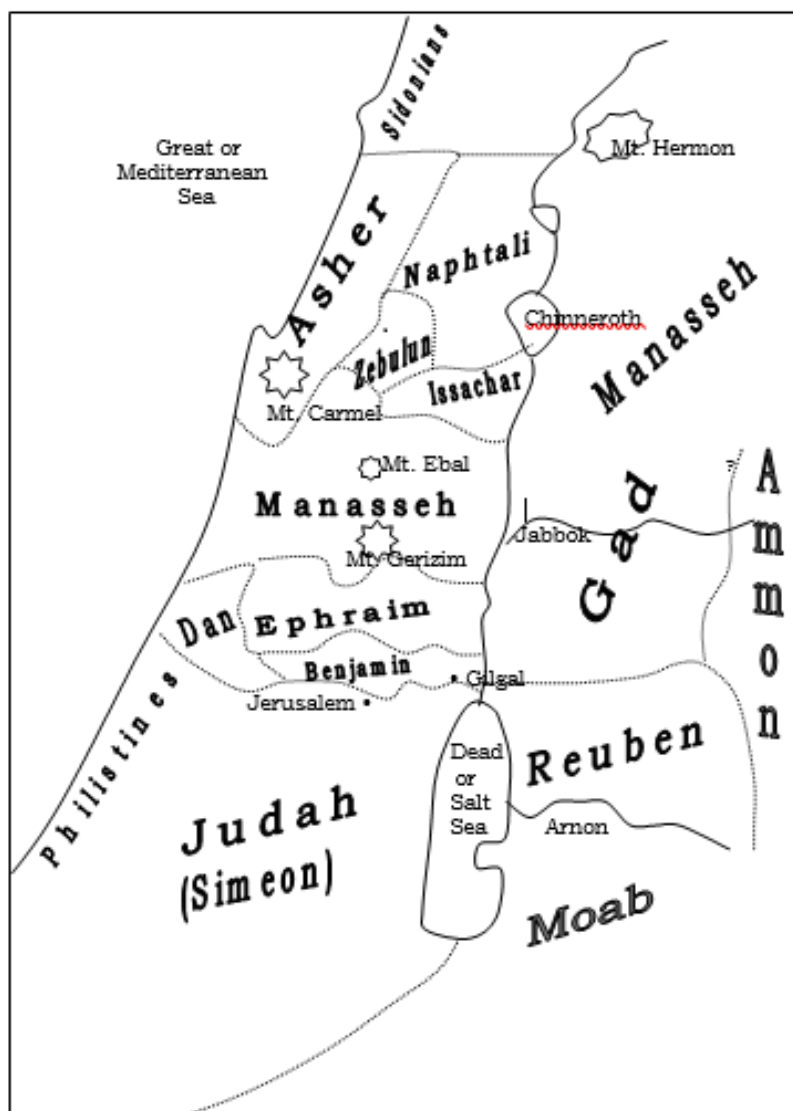 Sidonians
Great or
Mediterranean
Sea
Mt. Hermon
Asher
Naphtali
Manasseh
Chinneroth
Zebulun
Issachar
Mt. Carmel
Mt. Ebal
?
Ammon
Manasseh
Gad
Jabbok
Mt. Gerizim
Dan
Ephraim
Benjamin
Gilgal
Jerusalem
Philistines
Dead
or
Salt
Sea
Reuben
Judah
(Simeon)
Arnon
Moab